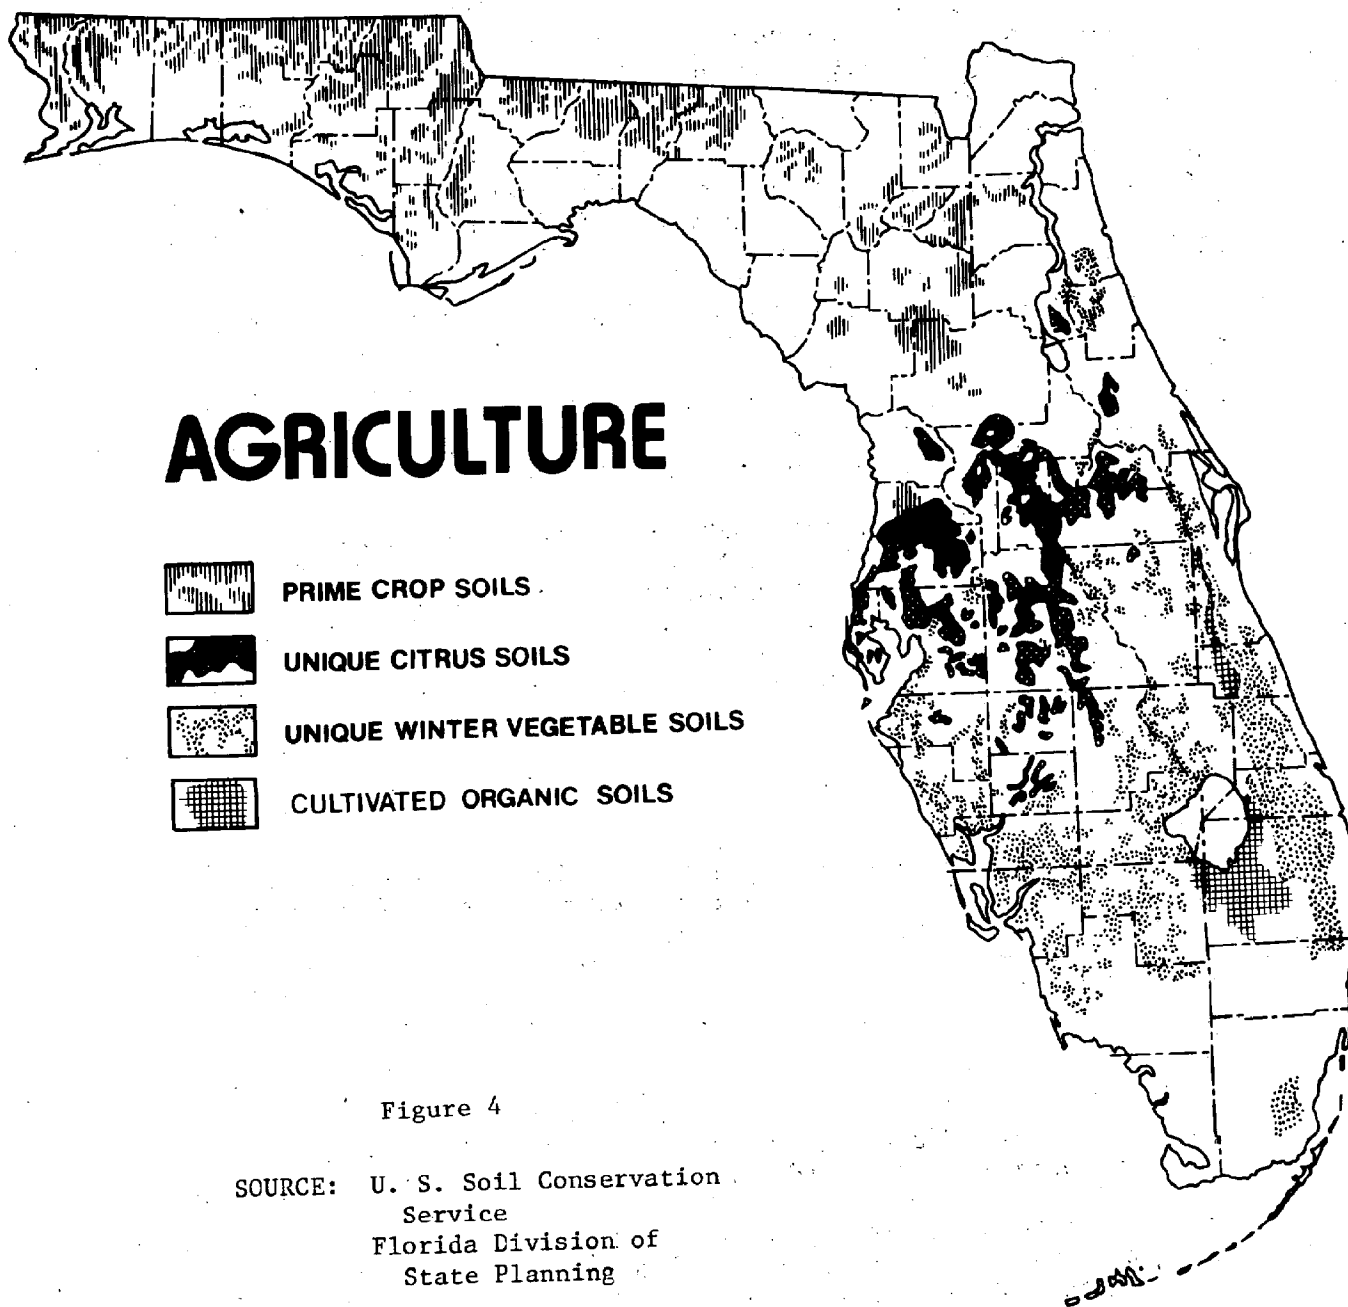 AGRICULTURE
PRIME CROP SOILS
UNIQUE CITRUS SOILS
UNIQUE WINTER VEGETABLE SOILS
CULTIVATED ORGANIC SOILS
Figure 4
SOURCE: U. S. Soil Conservation
Service
Florida Division of
State Planning